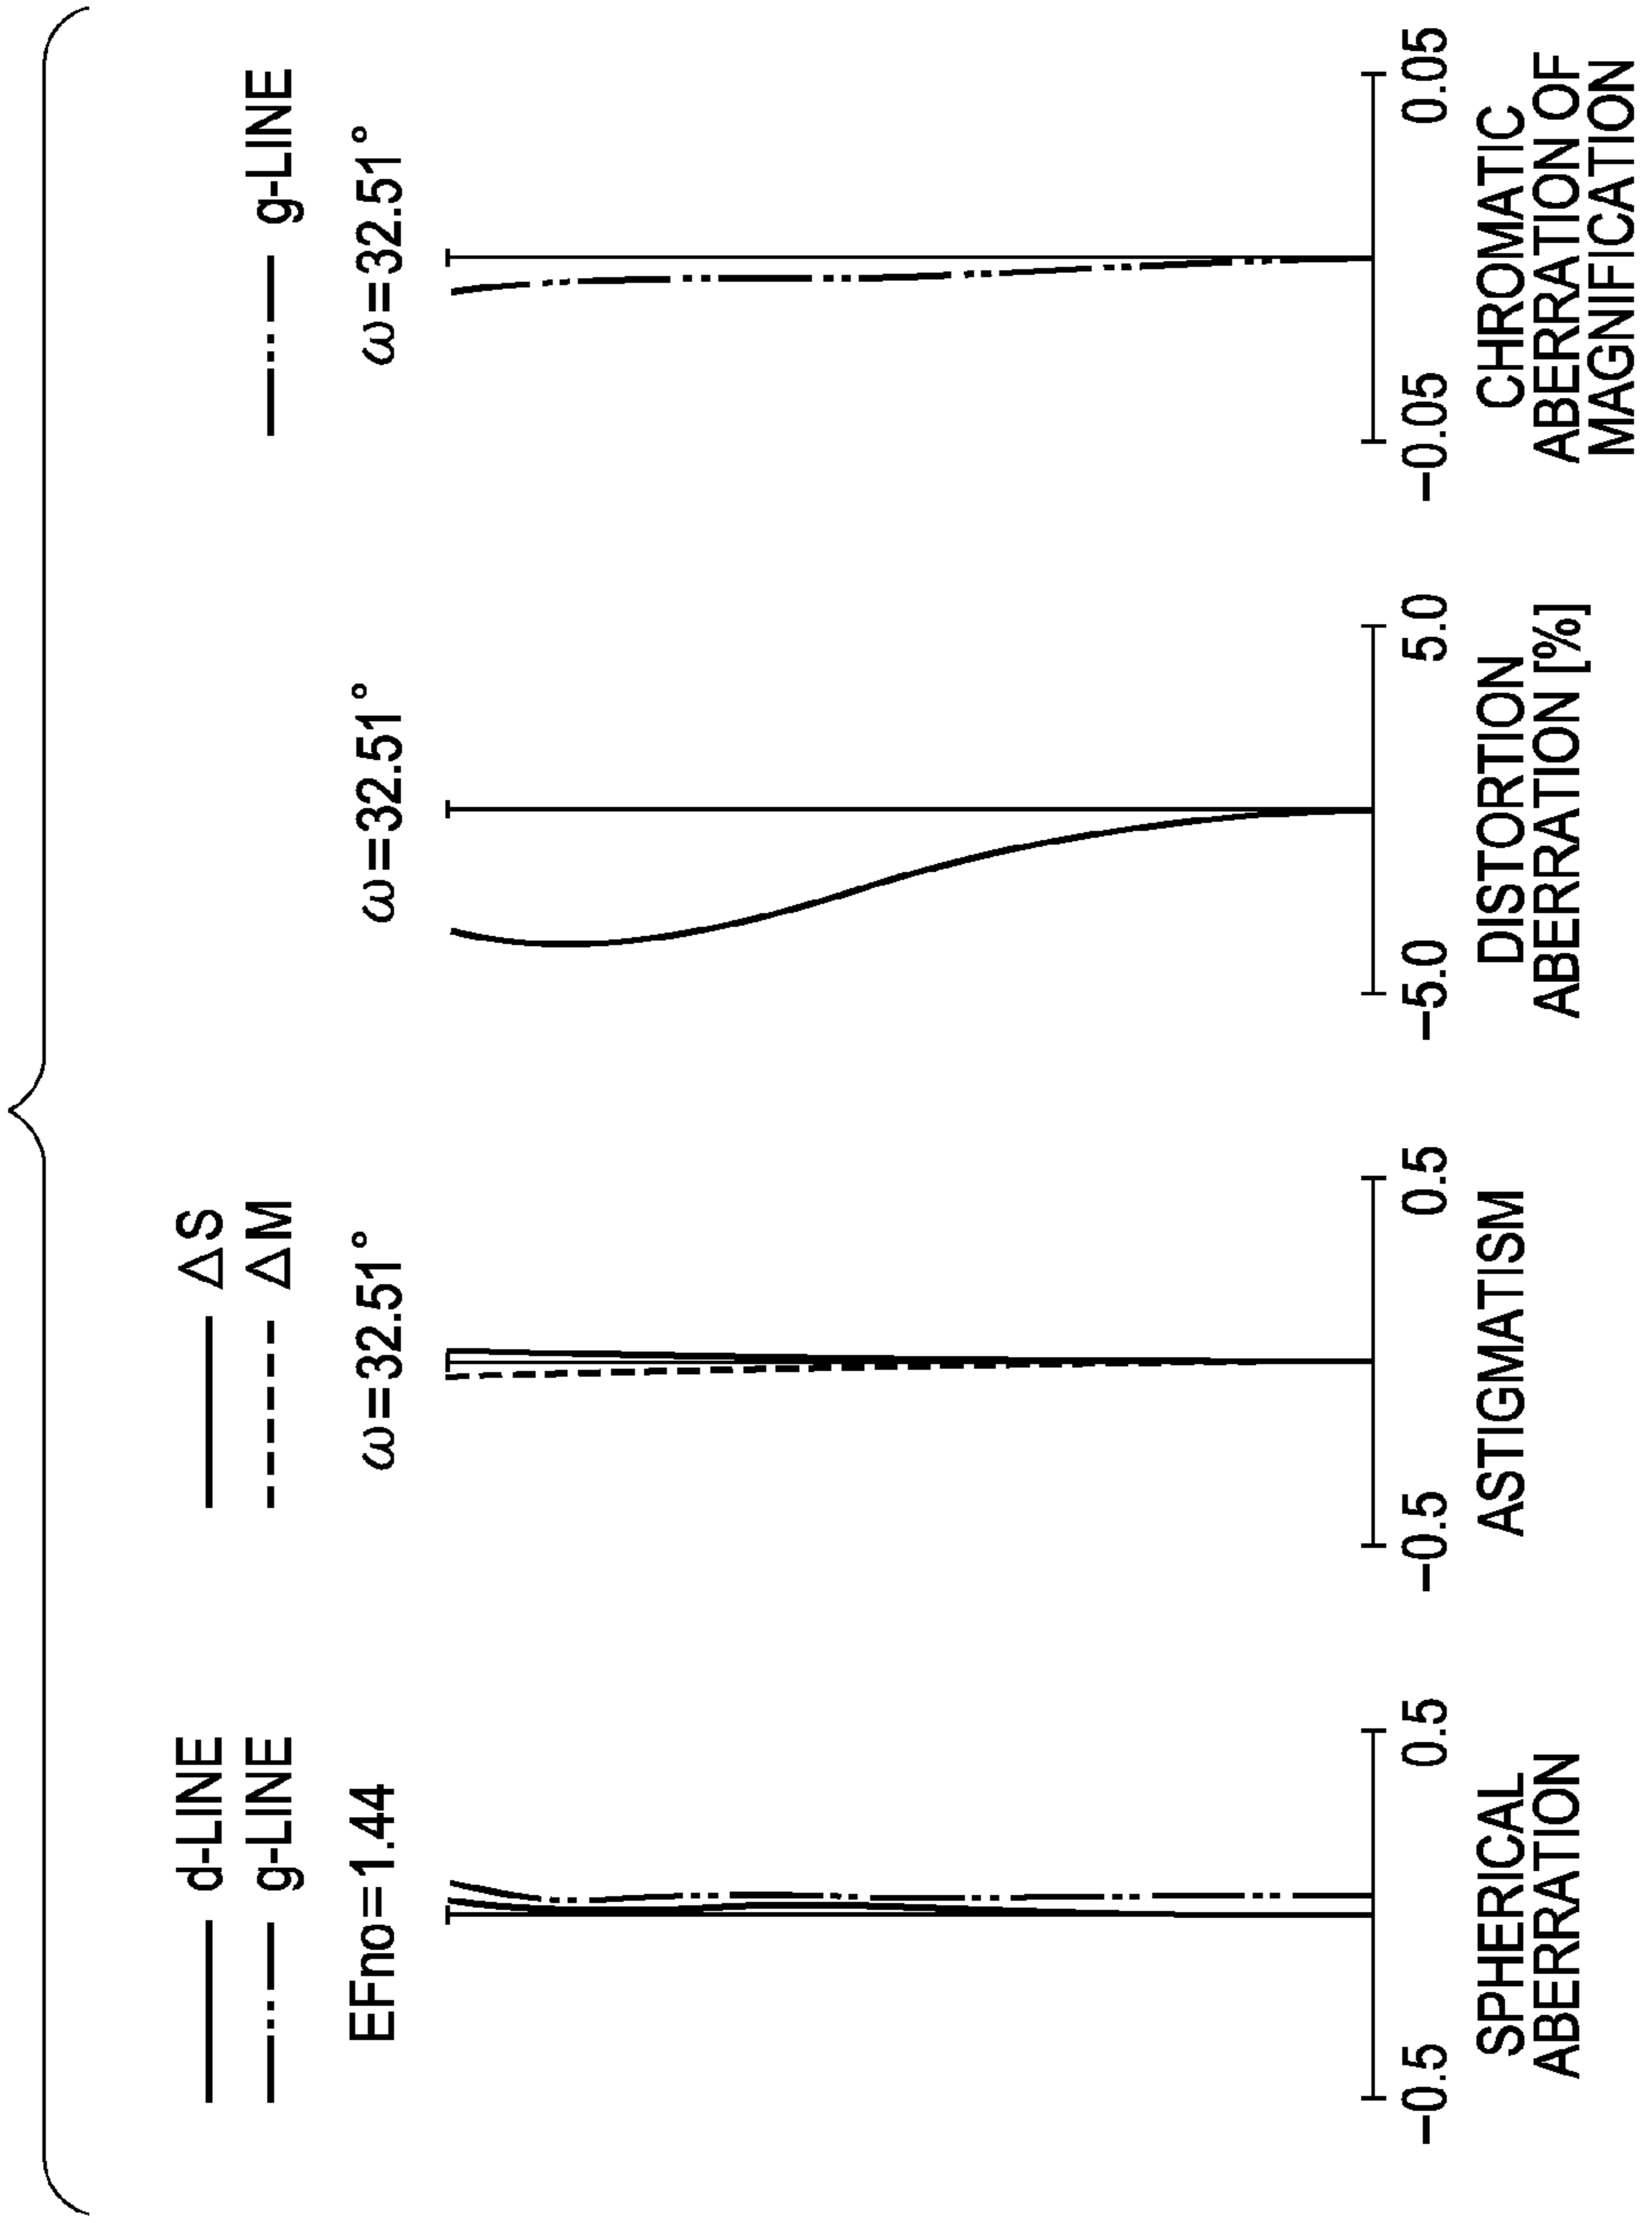 d-LINE
g-LINE
EFno=1.44
-0.5
0.5
SPHERICAL
ABERRATION
ΔS
ΔM
ω=32.51°
-0.5
0.5
ASTIGMATISM
ω=32.51°
-5.0
5.0
DISTORTION
ABERRATION [%]
g-LINE
ω=32.51°
-0.05
0.05
CHROMATIC
ABERRATION OF
MAGNIFICATION